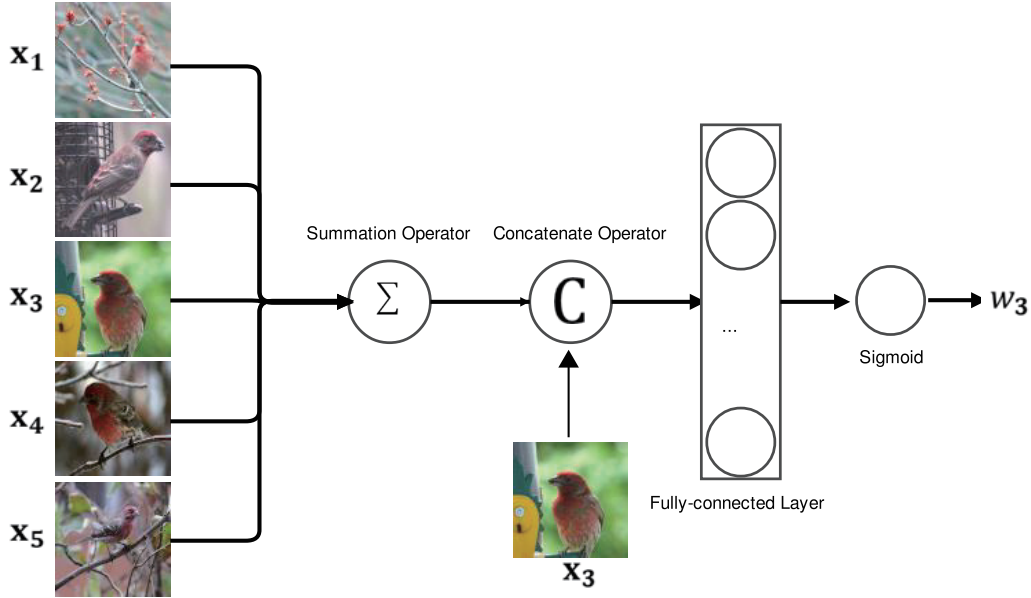 x₁
x₂
x₃
x₄
x₅
Summation Operator
Σ
Concatenate Operator
C
x₃
...
Fully-connected Layer
Sigmoid
w₃